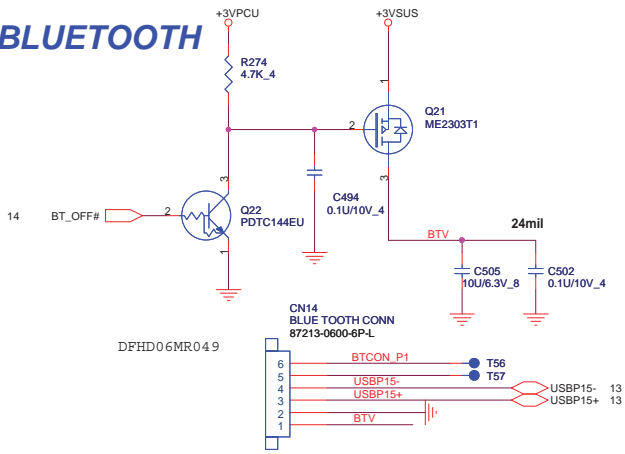 BLUETOOTH
+3VPCU
+3VSUS
R274
4.7K_4
1
Q21
ME2303T1
2
3
3
C494
0.1U/10V_4
14
BT_OFF#
2
Q22
PDTC144EU
1
BTV
24mil
C505
10U/6.3V_8
C502
0.1U/10V_4
CN14
BLUE TOOTH CONN
87213-0600-6P-L
DFHD06MR049
6
BTCON_P1
T56
5
T57
4
USBP15-
USBP15- 13
3
USBP15+
USBP15+ 13
2
1
BTV